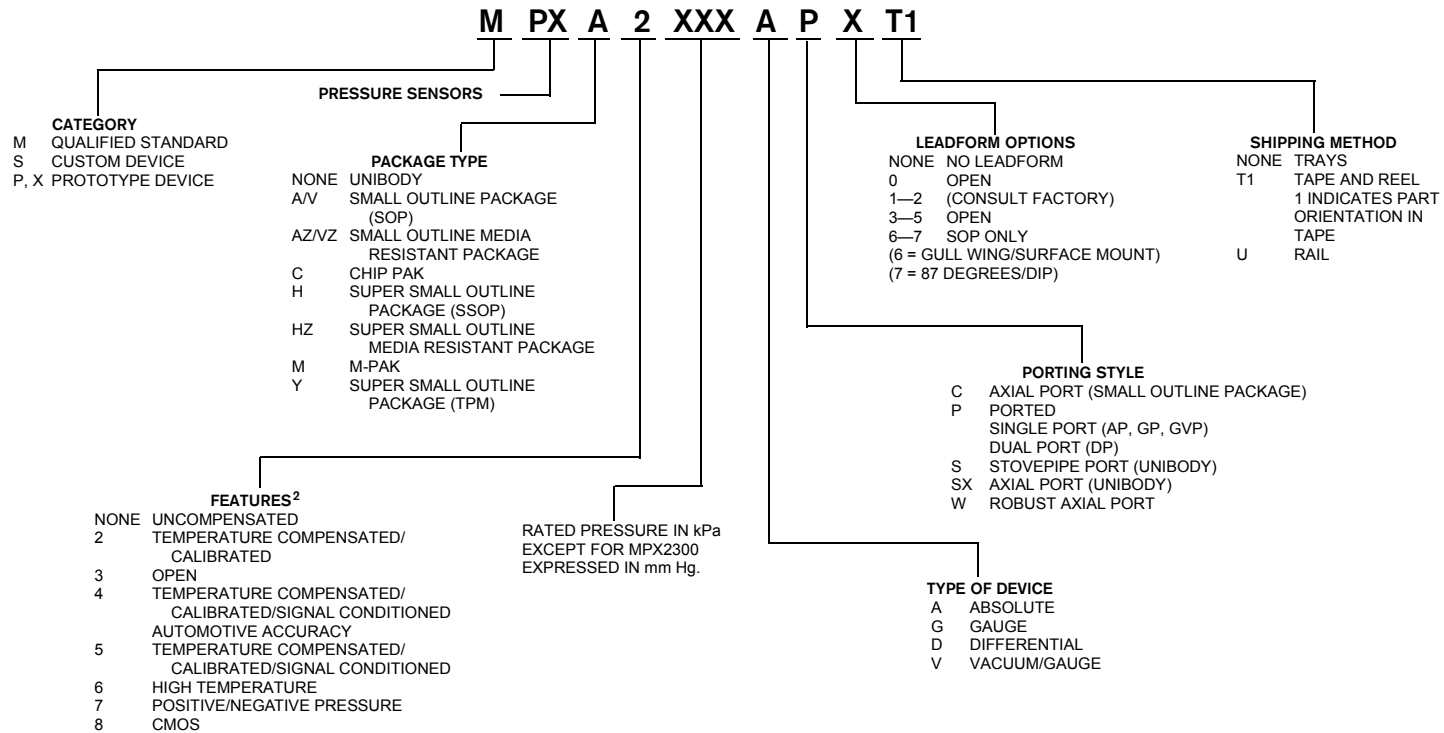 M PX A 2 XXX A P X T1
PRESSURE SENSORS
CATEGORY
M QUALIFIED STANDARD
S CUSTOM DEVICE
P, X PROTOTYPE DEVICE
PACKAGE TYPE
NONE UNIBODY
A/V SMALL OUTLINE PACKAGE
(SOP)
AZ/VZ SMALL OUTLINE MEDIA
RESISTANT PACKAGE
C CHIP PAK
H SUPER SMALL OUTLINE
PACKAGE (SSOP)
HZ SUPER SMALL OUTLINE
MEDIA RESISTANT PACKAGE
M M-PAK
Y SUPER SMALL OUTLINE
PACKAGE (TPM)
LEADFORM OPTIONS
NONE NO LEADFORM
0 OPEN
1—2 (CONSULT FACTORY)
3—5 OPEN
6—7 SOP ONLY
(6 = GULL WING/SURFACE MOUNT)
(7 = 87 DEGREES/DIP)
SHIPPING METHOD
NONE TRAYS
T1 TAPE AND REEL
1 INDICATES PART
ORIENTATION IN
TAPE
U RAIL
PORTING STYLE
C AXIAL PORT (SMALL OUTLINE PACKAGE)
P PORTED
SINGLE PORT (AP, GP, GVP)
DUAL PORT (DP)
S STOVEPIPE PORT (UNIBODY)
SX AXIAL PORT (UNIBODY)
W ROBUST AXIAL PORT
FEATURES2
NONE UNCOMPENSATED
2 TEMPERATURE COMPENSATED/
CALIBRATED
3 OPEN
4 TEMPERATURE COMPENSATED/
CALIBRATED/SIGNAL CONDITIONED
AUTOMOTIVE ACCURACY
5 TEMPERATURE COMPENSATED/
CALIBRATED/SIGNAL CONDITIONED
6 HIGH TEMPERATURE
7 POSITIVE/NEGATIVE PRESSURE
8 CMOS
RATED PRESSURE IN kPa
EXCEPT FOR MPX2300
EXPRESSED IN mm Hg.
TYPE OF DEVICE
A ABSOLUTE
G GAUGE
D DIFFERENTIAL
V VACUUM/GAUGE